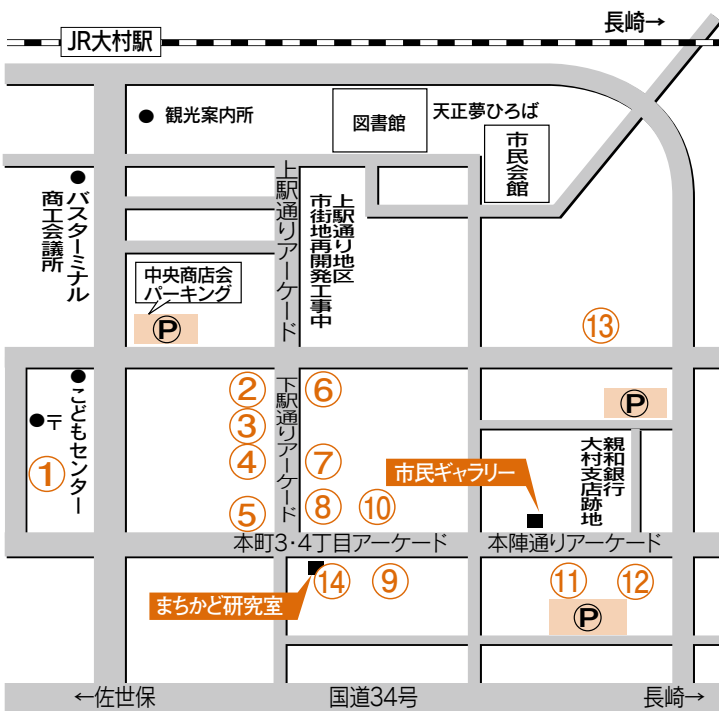 長崎→
JR大村駅
観光案内所
図書館
天正夢ひろば
市民会館
バスターミナル
商工会議所
上駅通りアーケード
上駅通り地区
市街地再開発工事中
中央商店会
パーキング
P
⑬
こどもセンター
〒
①
②
③
④
⑤
下駅通りアーケード
⑥
⑦
⑧
⑩
P
市民ギャラリー
親和銀行
大村支店跡地
本町3・4丁目アーケード
本陣通りアーケード
まちかど研究室
⑭
⑨
⑪
⑫
P
←佐世保
国道34号
長崎→